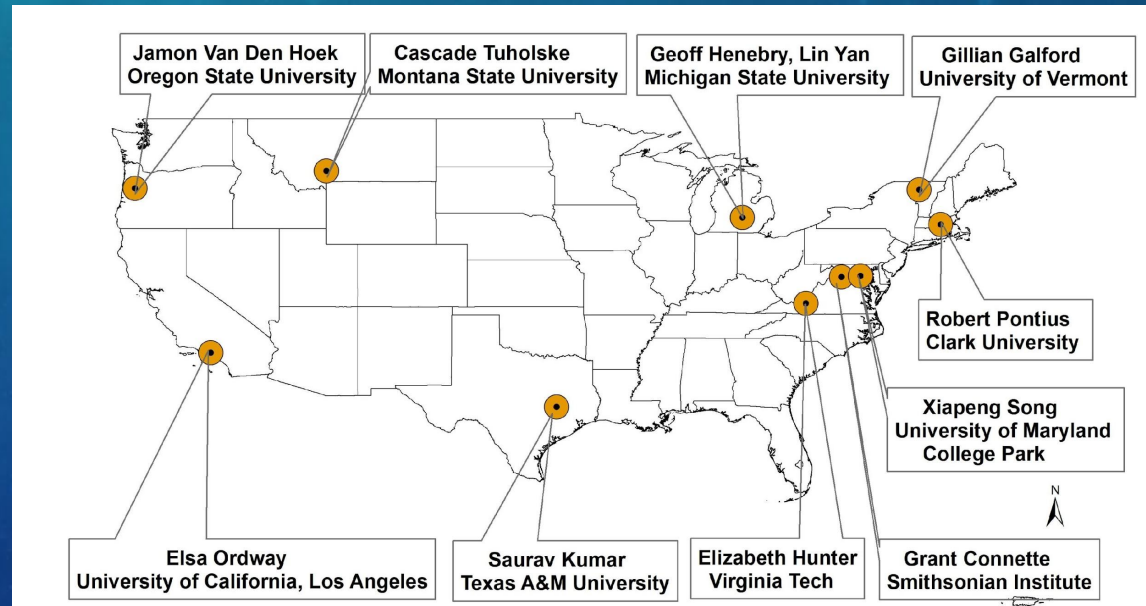 Jamon Van Den Hoek
Oregon State University
Cascade Tuholske
Montana State University
Geoff Henebry, Lin Yan
Michigan State University
Gillian Galford
University of Vermont
Robert Pontius
Clark University
Xiapeng Song
University of Maryland
College Park
N
Elsa Ordway
University of California, Los Angeles
Saurav Kumar
Texas A&M University
Elizabeth Hunter
Virginia Tech
Grant Connette
Smithsonian Institute